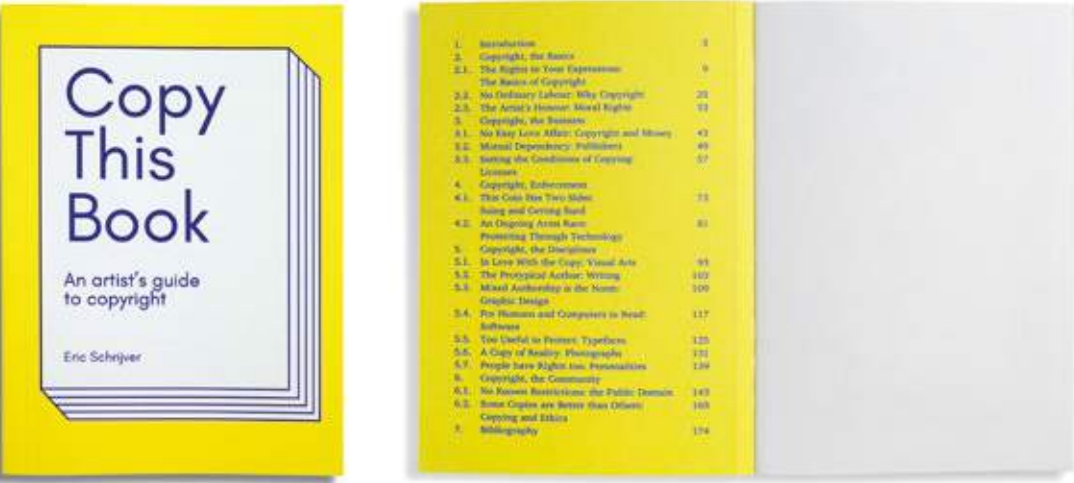 Copy
This
Book
An artist's guide
to copyright
Eric Schrijver
1. Introduction 5
2. Copyright, the Basics
2.1. The Rights to Your Expressions: 9
The Basics of Copyright
2.2. No Ordinary Labour: Why Copyright 25
2.3. The Artist's Honour: Moral Rights 33
3. Copyright, the Business
3.1. No Easy Love Affair: Copyright and Money 43
3.2. Mutual Dependency: Publishers 49
3.3. Setting the Conditions of Copying: 57
Licenses
4. Copyright, Enforcement
4.1. This Coin Has Two Sides: 73
Suing and Getting Sued
4.2. An Ongoing Arms Race: 81
Protecting Through Technology
5. Copyright, the Disciplines
5.1. In Love With the Copy: Visual Arts 93
5.2. The Protypical Author: Writing 103
5.3. Mixed Authorship is the Norm: 109
Graphic Design
5.4. For Humans and Computers to Read: 117
Software
5.5. Too Useful to Protect: Typefaces 125
5.6. A Copy of Reality: Photographs 131
5.7. People have Rights too: Personalities 139
6. Copyright, the Community
6.1. No Known Restrictions: the Public Domain 145
6.2. Some Copies are Better than Others: 165
Copying and Ethics
7. Bibliography 174